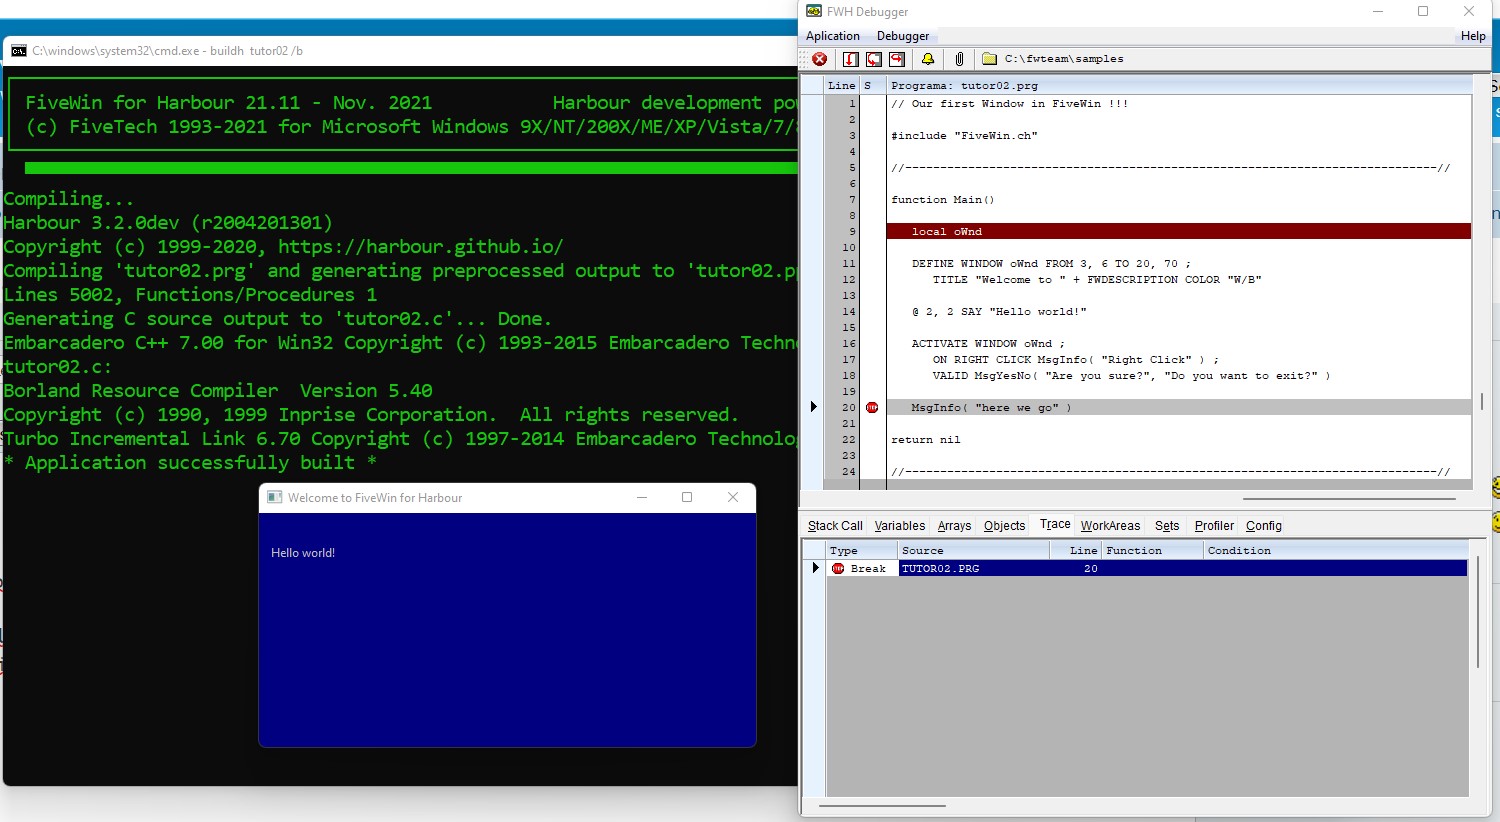 C:\windows\system32\cmd.exe - buildh  tutor02 /b
FiveWin for Harbour 21.11 - Nov. 2021          Harbour development
(c) FiveTech 1993-2021 for Microsoft Windows 9X/NT/200X/ME/XP/Vista/7/
Compiling...
Harbour 3.2.0dev (r2004201301)
Copyright (c) 1999-2020, https://harbour.github.io/
Compiling 'tutor02.prg' and generating preprocessed output to
Lines 5002, Functions/Procedures 1
Generating C source output to 'tutor02.c'... Done.
Embarcadero C++ 7.00 for Win32 Copyright (c) 1993-2015 Embarcadero
tutor02.c:
Borland Resource Compiler  Version 5.40
Copyright (c) 1990, 1999 Inprise Corporation.  All rights reserved.
Turbo Incremental Link 6.70 Copyright (c) 1997-2014 Embarcadero
* Application successfully built *
Welcome to FiveWin for Harbour
Hello world!
FWH Debugger
Aplication Debugger Help
C:\fwteam\samples
Line S Programa: tutor02.prg
1 // Our first Window in FiveWin !!!
2
3 #include "FiveWin.ch"
4
5 //----------------------------------------------------------------------------//
6
7 function Main()
8
9    local oWnd
10
11    DEFINE WINDOW oWnd FROM 3, 6 TO 20, 70 ;
12       TITLE "Welcome to " + FWDESCRIPTION COLOR "W/B"
13
14    @ 2, 2 SAY "Hello world!"
15
16    ACTIVATE WINDOW oWnd ;
17       ON RIGHT CLICK MsgInfo( "Right Click" ) ;
18       VALID MsgYesNo( "Are you sure?", "Do you want to exit?" )
19
20 STOP    MsgInfo( "here we go" )
21
22 return nil
23
24 //----------------------------------------------------------------------------//
Stack Call Variables Arrays Objects Trace WorkAreas Sets Profiler Config
Type Source Line Function Condition
STOP Break TUTOR02.PRG 20